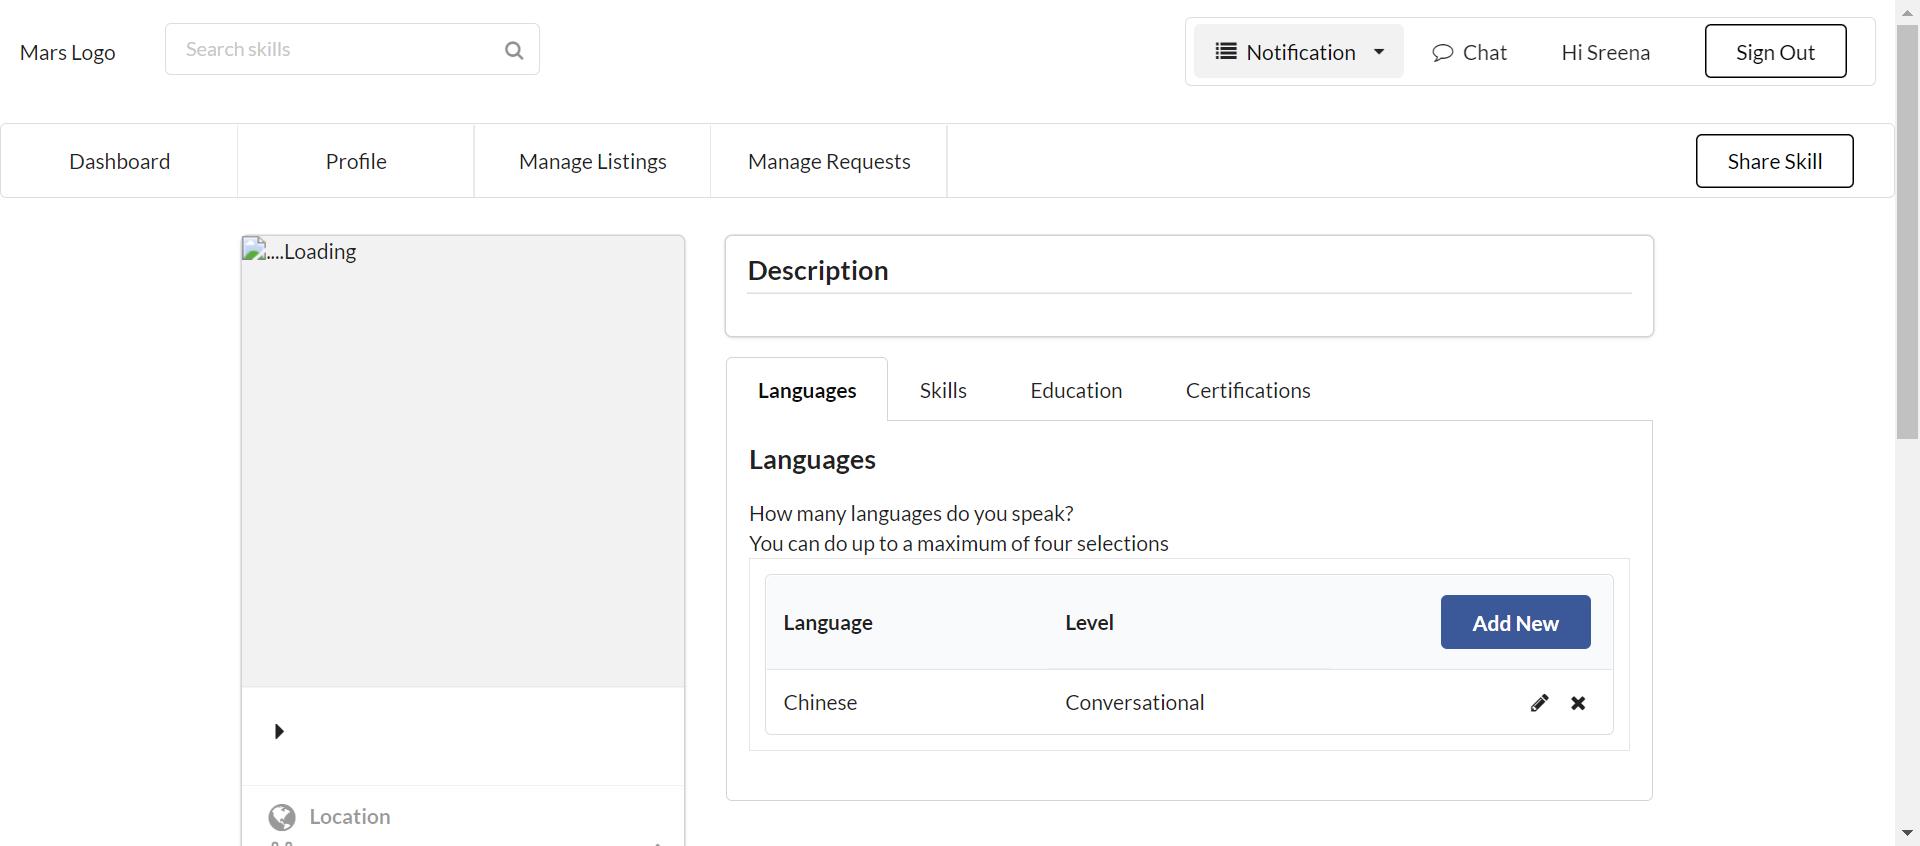 Mars Logo
Search skills
Notification
Chat
Hi Sreena
Sign Out
Dashboard
Profile
Manage Listings
Manage Requests
Share Skill
....Loading
Description
Languages
Skills
Education
Certifications
Languages
How many languages do you speak?
You can do up to a maximum of four selections
Language
Level
Add New
Chinese
Conversational
Location